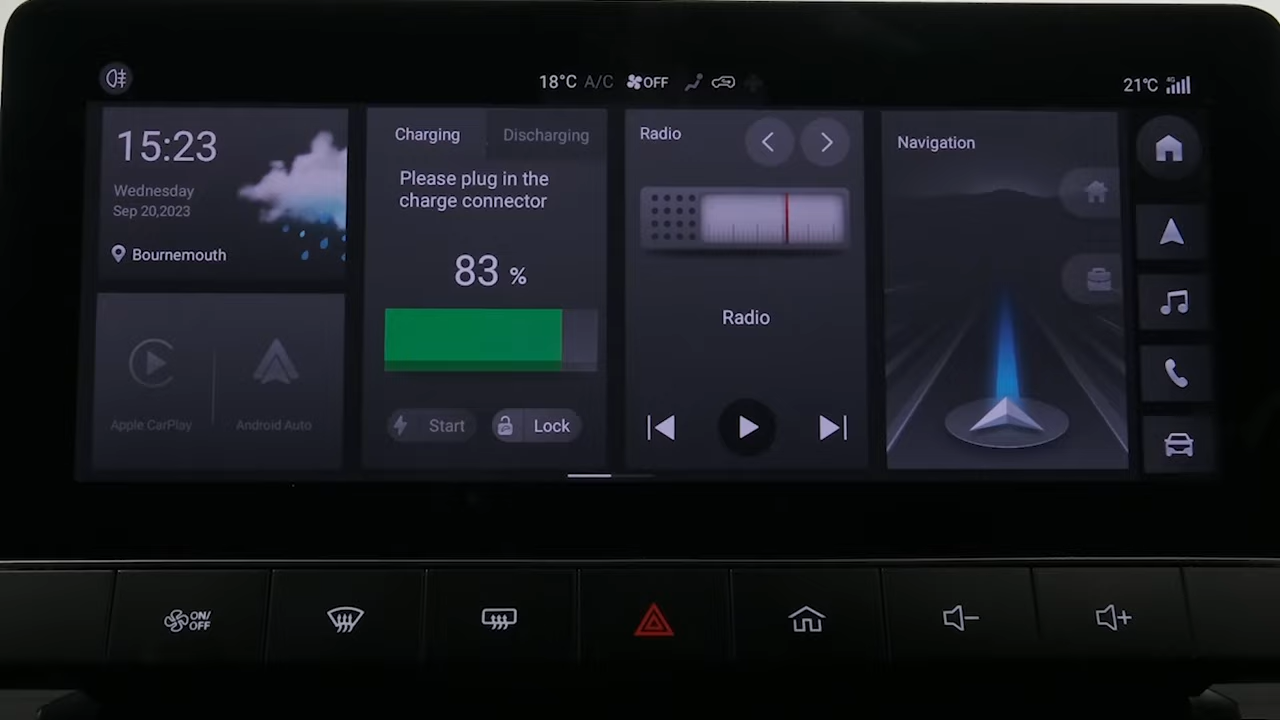 18°C A/C OFF
21°C 4G
15:23
Wednesday
Sep 20,2023
Bournemouth
Apple CarPlay
Android Auto
Charging
Discharging
Please plug in the
charge connector
83 %
Start
Lock
Radio
Radio
Navigation
ON/
OFF